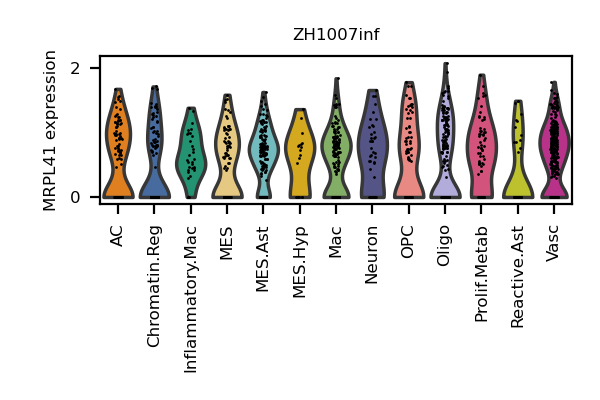 ZH1007inf
MRPL41 expression
2
0
AC
Chromatin.Reg
Inflammatory.Mac
MES
MES.Ast
MES.Hyp
Mac
Neuron
OPC
Oligo
Prolif.Metab
Reactive.Ast
Vasc